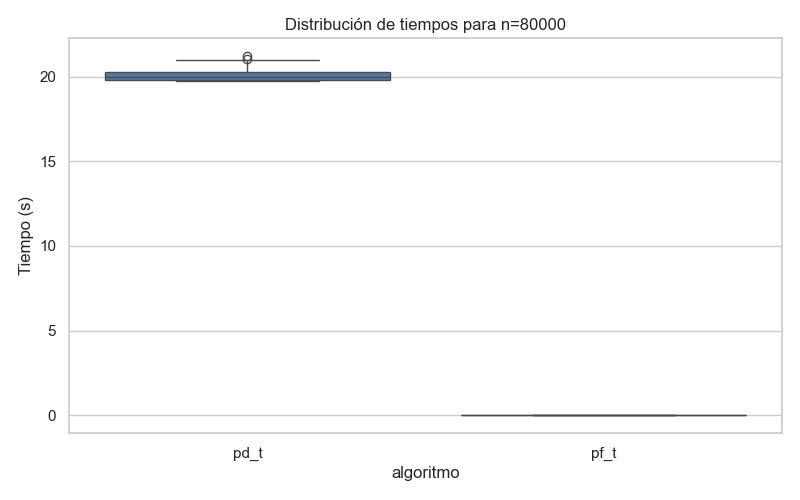 Distribución de tiempos para n=80000
Tiempo (s)
20
15
10
5
0
pd_t
pf_t
algoritmo